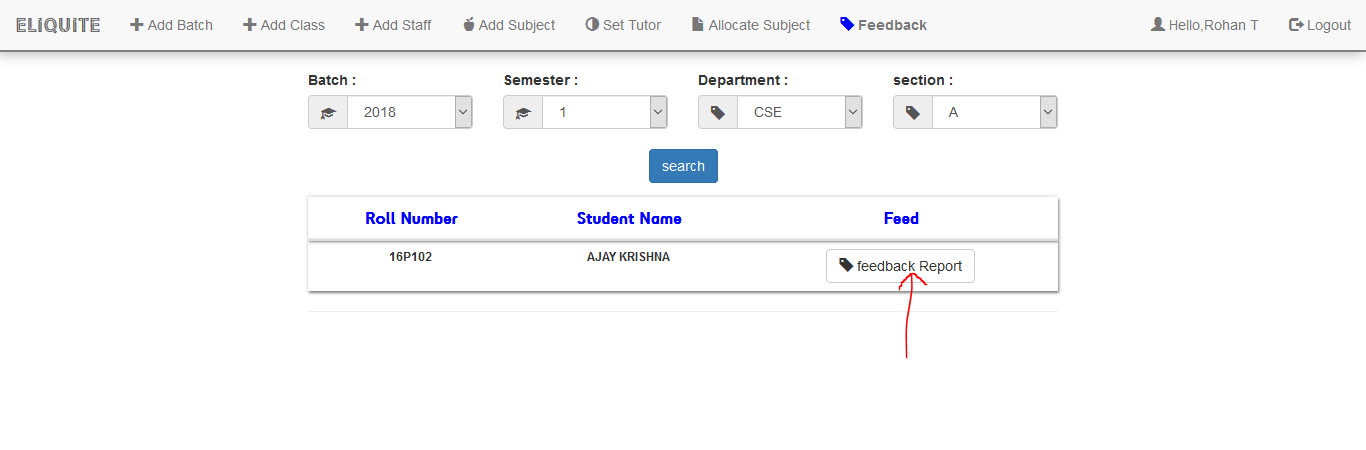 ELiQUiTE Add Batch Add Class Add Staff Add Subject Set Tutor Allocate Subject Feedback Hello,Rohan T Logout
Batch : Semester : Department : section :
2018 1 CSE A
search
Roll Number Student Name Feed
16P102 AJAY KRISHNA feedback Report